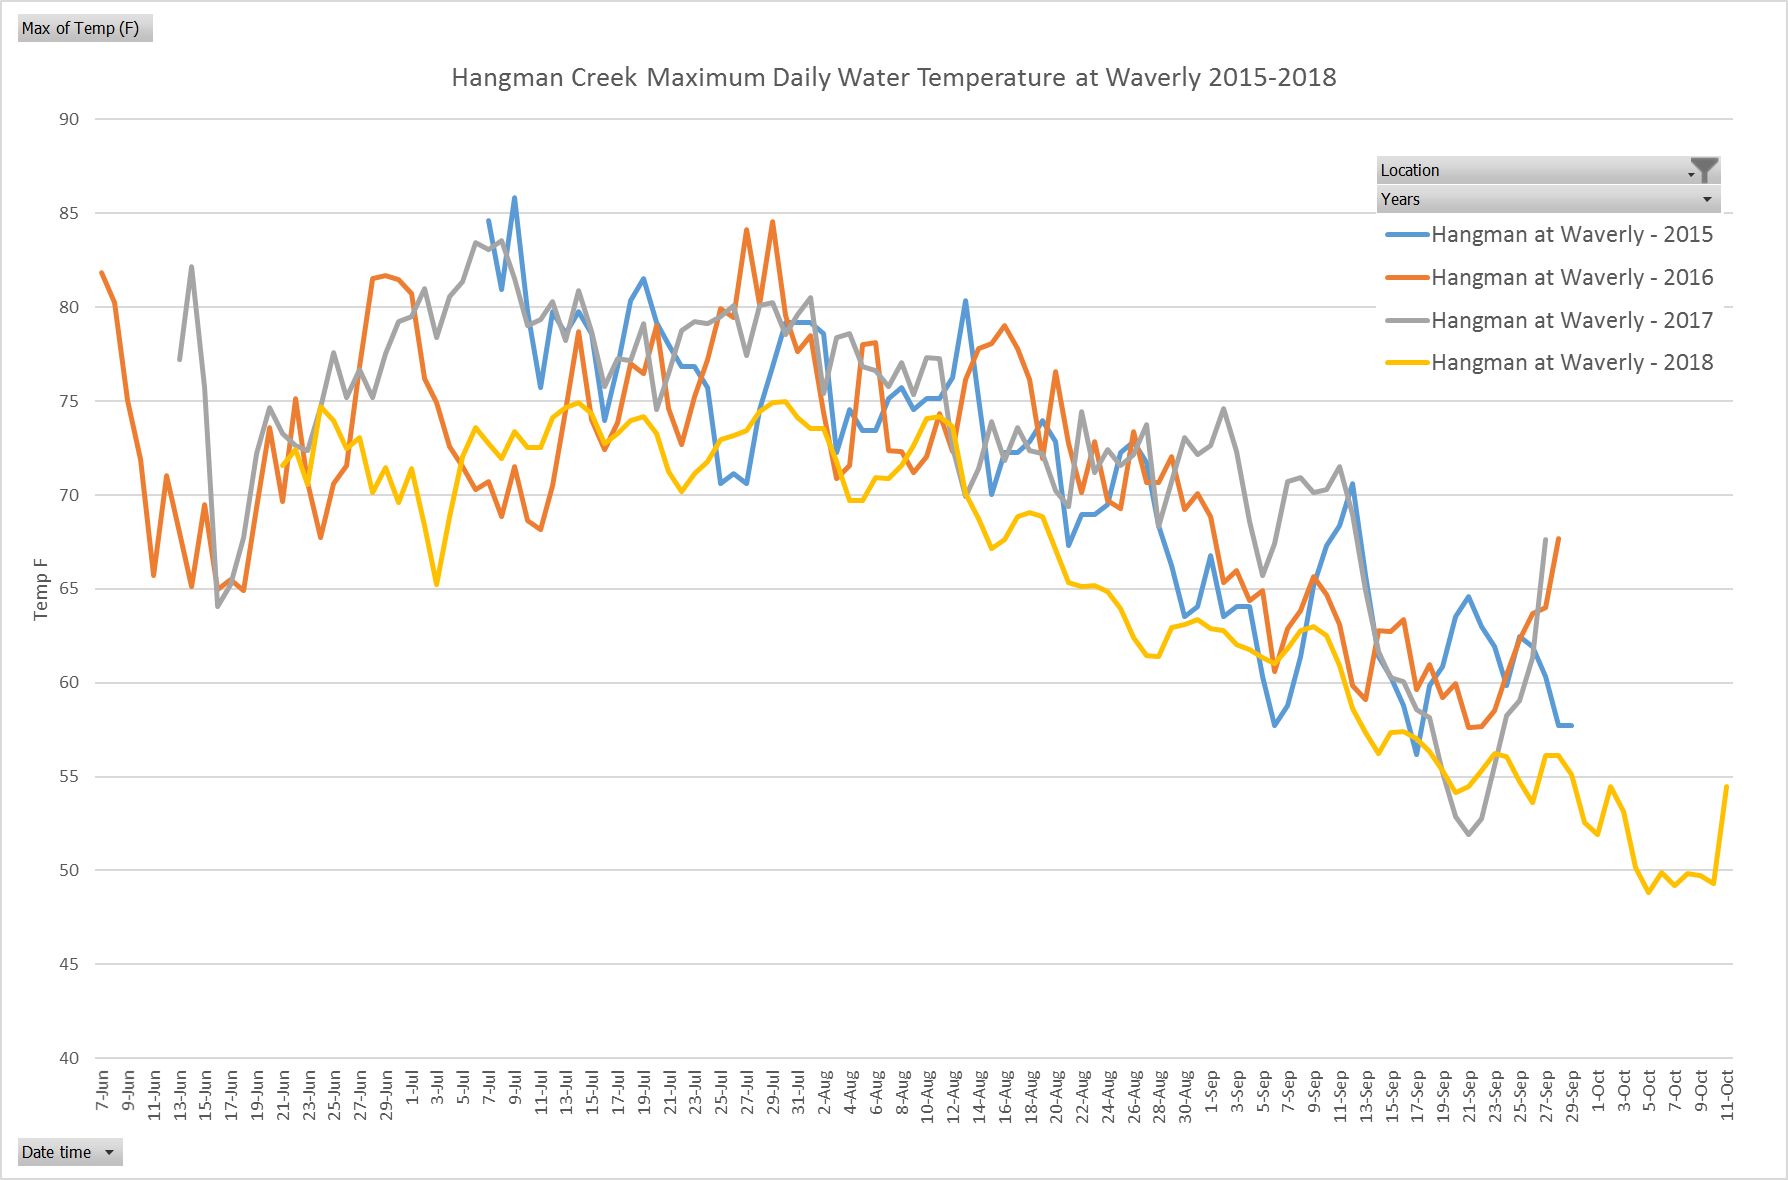 Max of Temp (F)
Hangman Creek Maximum Daily Water Temperature at Waverly 2015-2018
90
85
80
75
70
65
60
55
50
45
40
Temp F
Location
Years
Hangman at Waverly - 2015
Hangman at Waverly - 2016
Hangman at Waverly - 2017
Hangman at Waverly - 2018
7-Jun
9-Jun
11-Jun
13-Jun
15-Jun
17-Jun
19-Jun
21-Jun
23-Jun
25-Jun
27-Jun
29-Jun
1-Jul
3-Jul
5-Jul
7-Jul
9-Jul
11-Jul
13-Jul
15-Jul
17-Jul
19-Jul
21-Jul
23-Jul
25-Jul
27-Jul
29-Jul
31-Jul
2-Aug
4-Aug
6-Aug
8-Aug
10-Aug
12-Aug
14-Aug
16-Aug
18-Aug
20-Aug
22-Aug
24-Aug
26-Aug
28-Aug
30-Aug
1-Sep
3-Sep
5-Sep
7-Sep
9-Sep
11-Sep
13-Sep
15-Sep
17-Sep
19-Sep
21-Sep
23-Sep
25-Sep
27-Sep
29-Sep
1-Oct
3-Oct
5-Oct
7-Oct
9-Oct
11-Oct
Date time